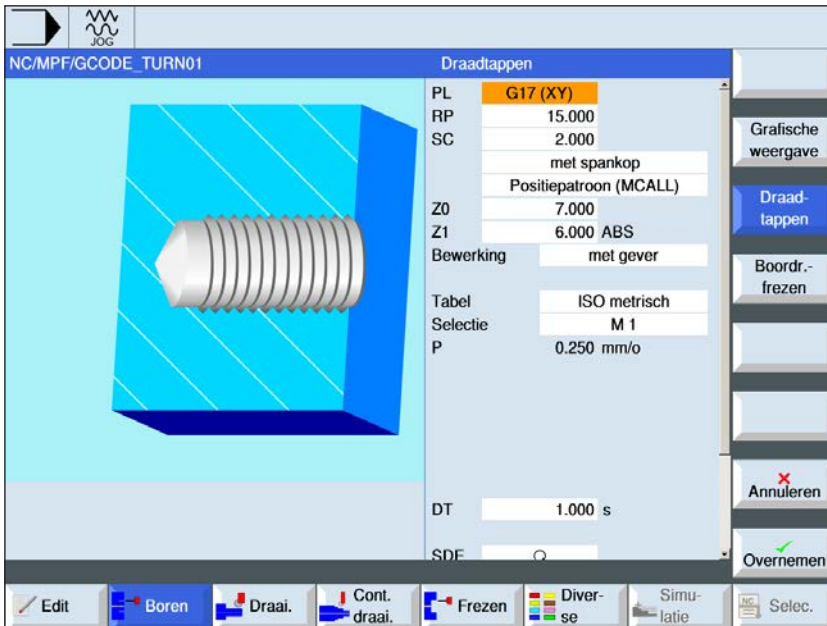 JOG
NC/MPF/GCODE_TURN01
Draadtappen
PL G17 (XY)
RP 15.000
SC 2.000
met spankop
Positiepatroon (MCALL)
Z0 7.000
Z1 6.000 ABS
Bewerking met gever
Tabel ISO metrisch
Selectie M 1
P 0.250 mm/o
DT 1.000 s
SDE
Grafische
weergave
Draad-
tappen
Boordr.-
frezen
Annuleren
Overnemen
Edit
Boren
Draai.
Cont.
draai.
Frezen
Diver-
se
Simu-
latie
NC
Selec.